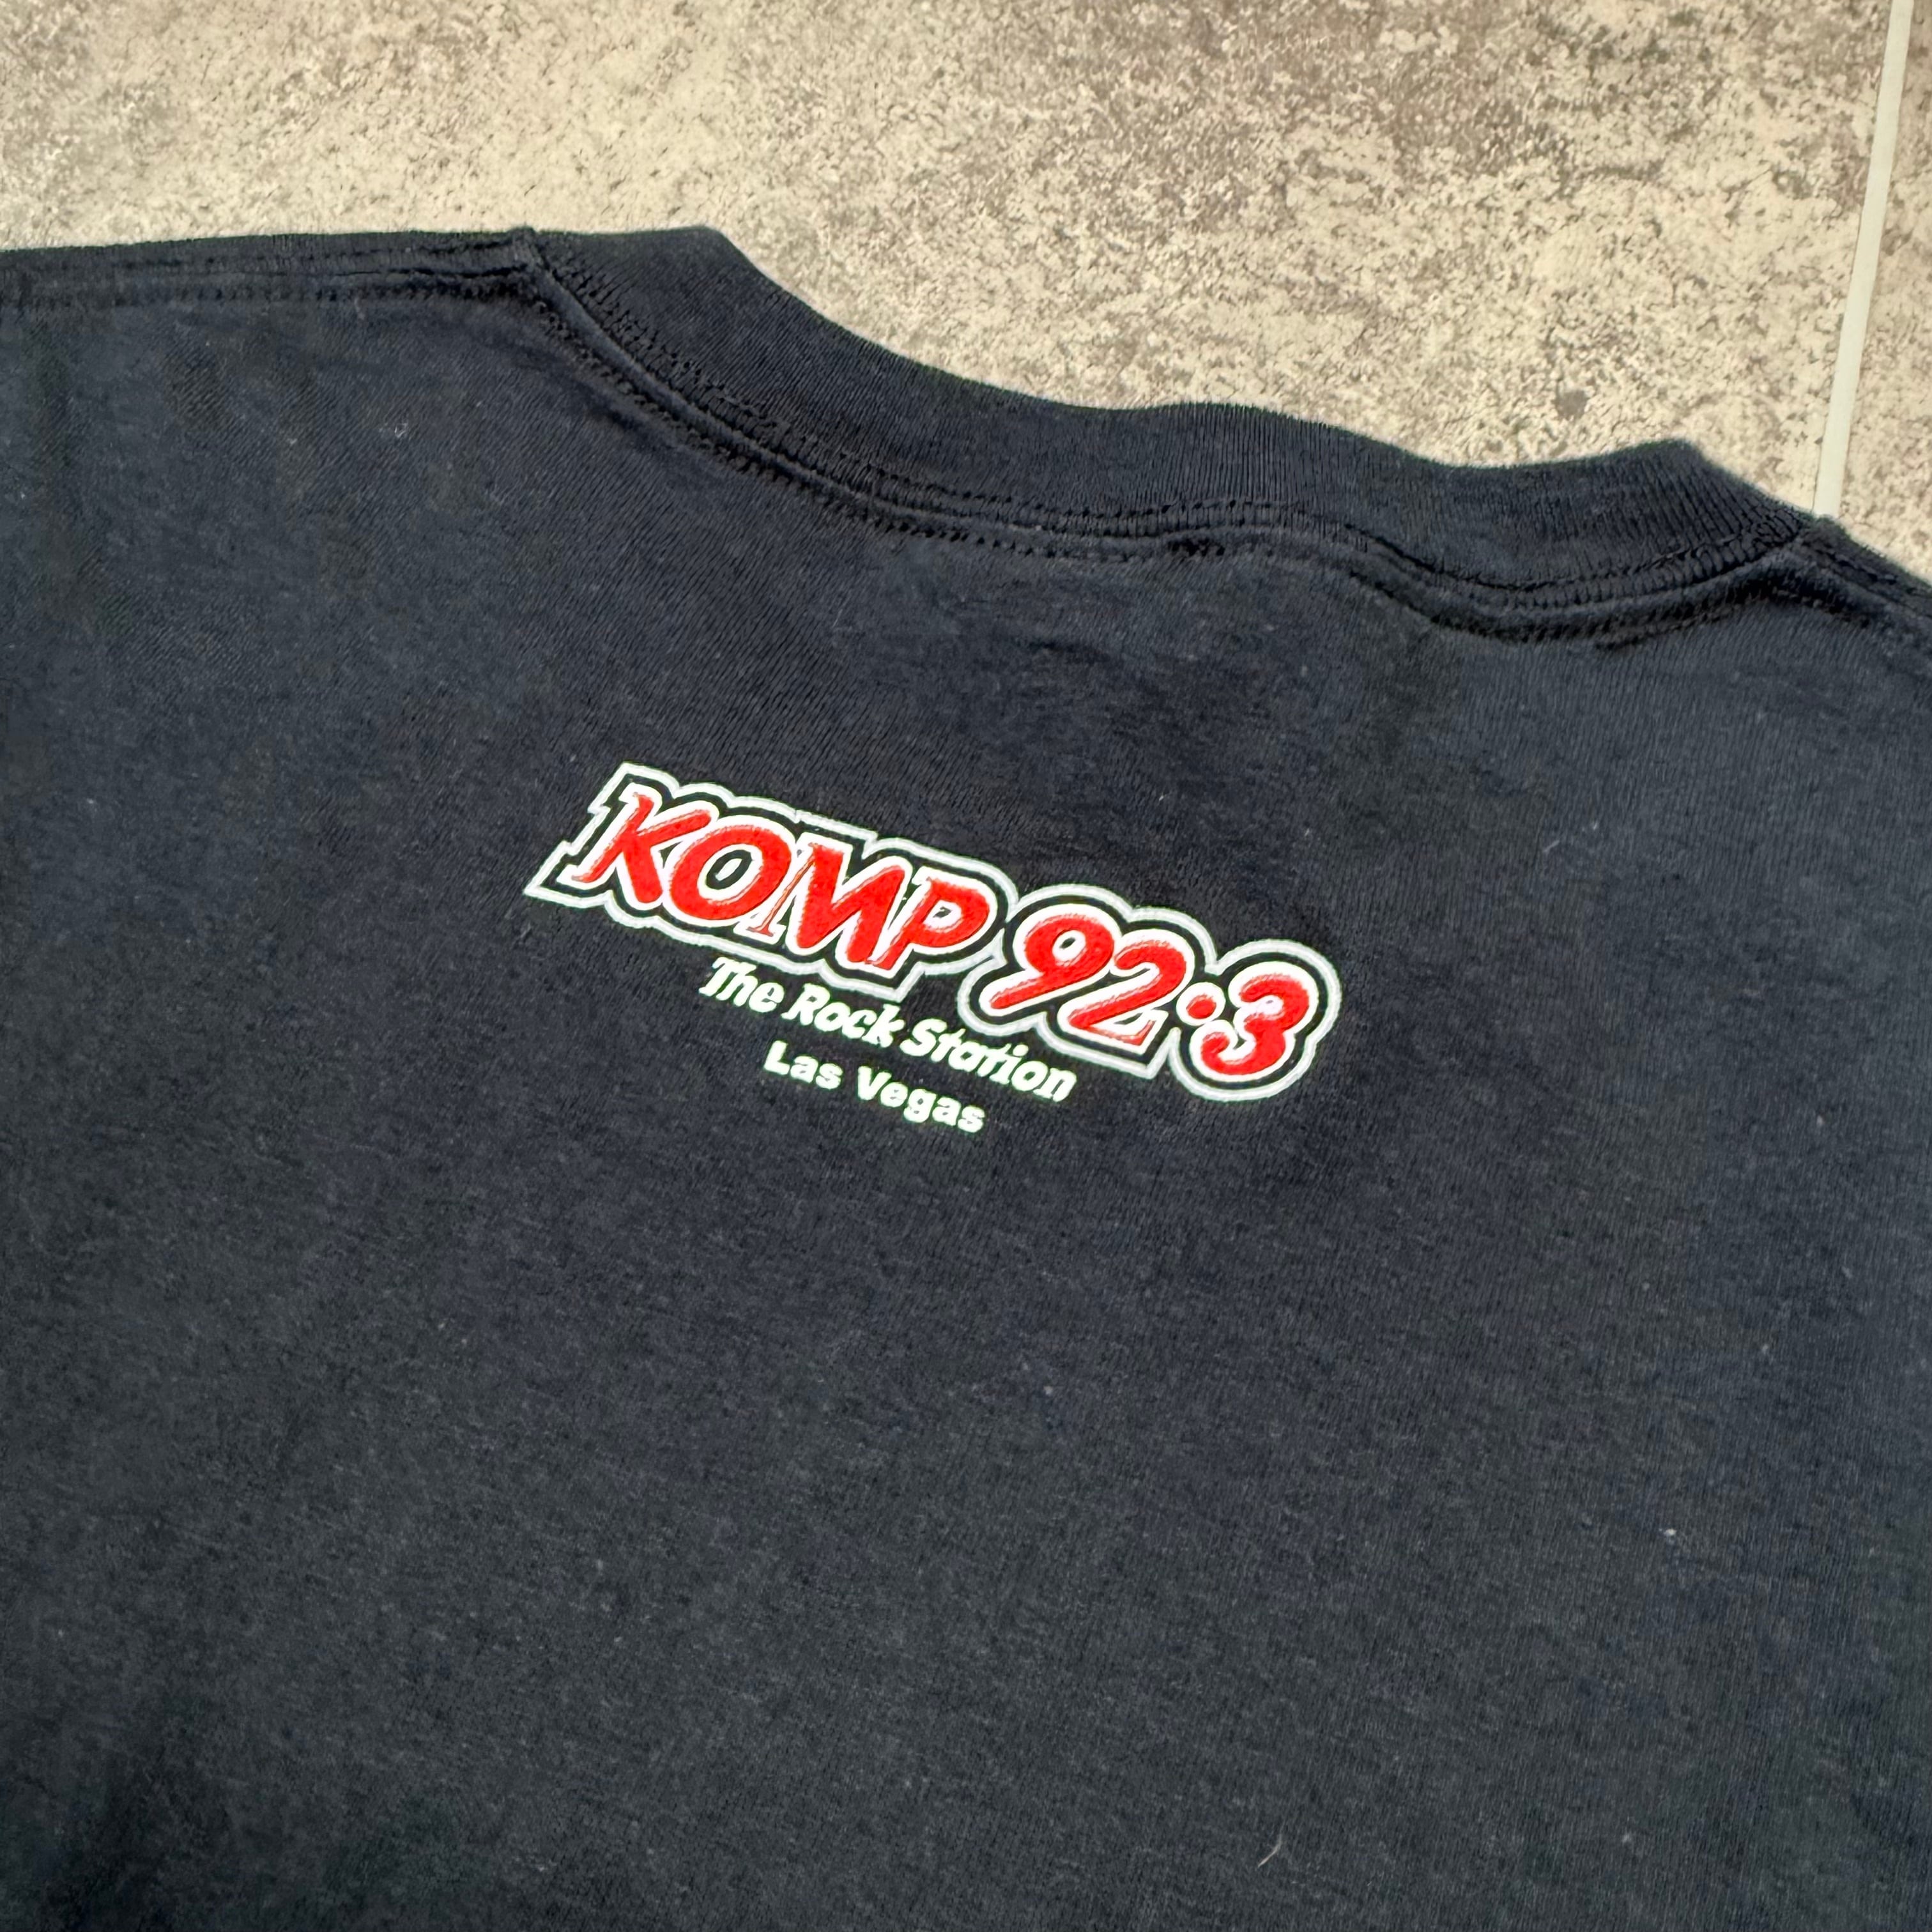 KOMP 92•3
The Rock Station
Las Vegas